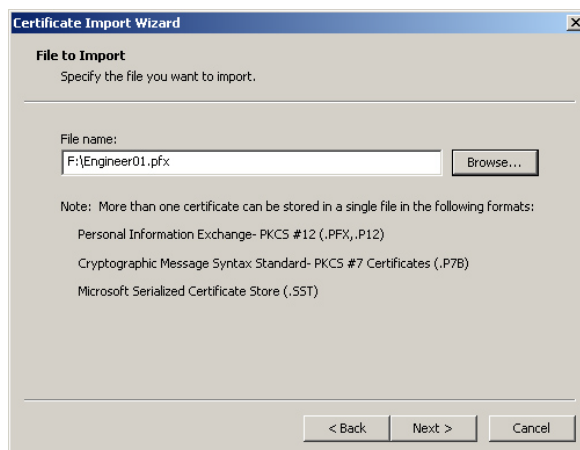 Certificate Import Wizard
File to Import
Specify the file you want to import.
File name:
F:\Engineer01.pfx
Browse...
Note: More than one certificate can be stored in a single file in the following formats:
Personal Information Exchange- PKCS #12 (.PFX,.P12)
Cryptographic Message Syntax Standard- PKCS #7 Certificates (.P7B)
Microsoft Serialized Certificate Store (.SST)
< Back
Next >
Cancel